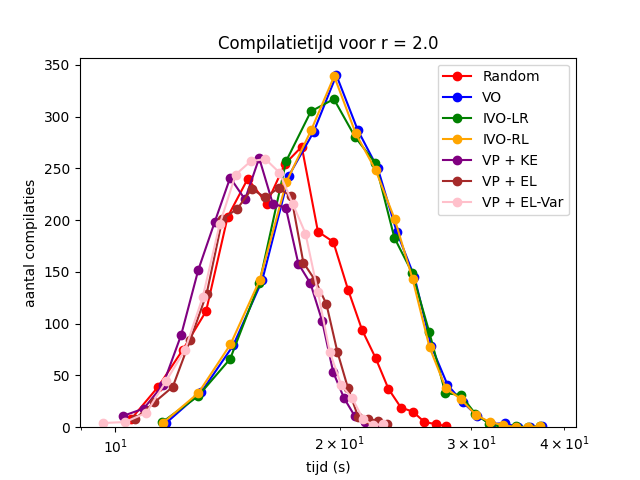 Compilatietijd voor r = 2.0
350
300
250
200
150
100
50
0
aantal compilaties
Random
VO
IVO-LR
IVO-RL
VP + KE
VP + EL
VP + EL-Var
10¹ 2 × 10¹ 3 × 10¹ 4 × 10¹
tijd (s)